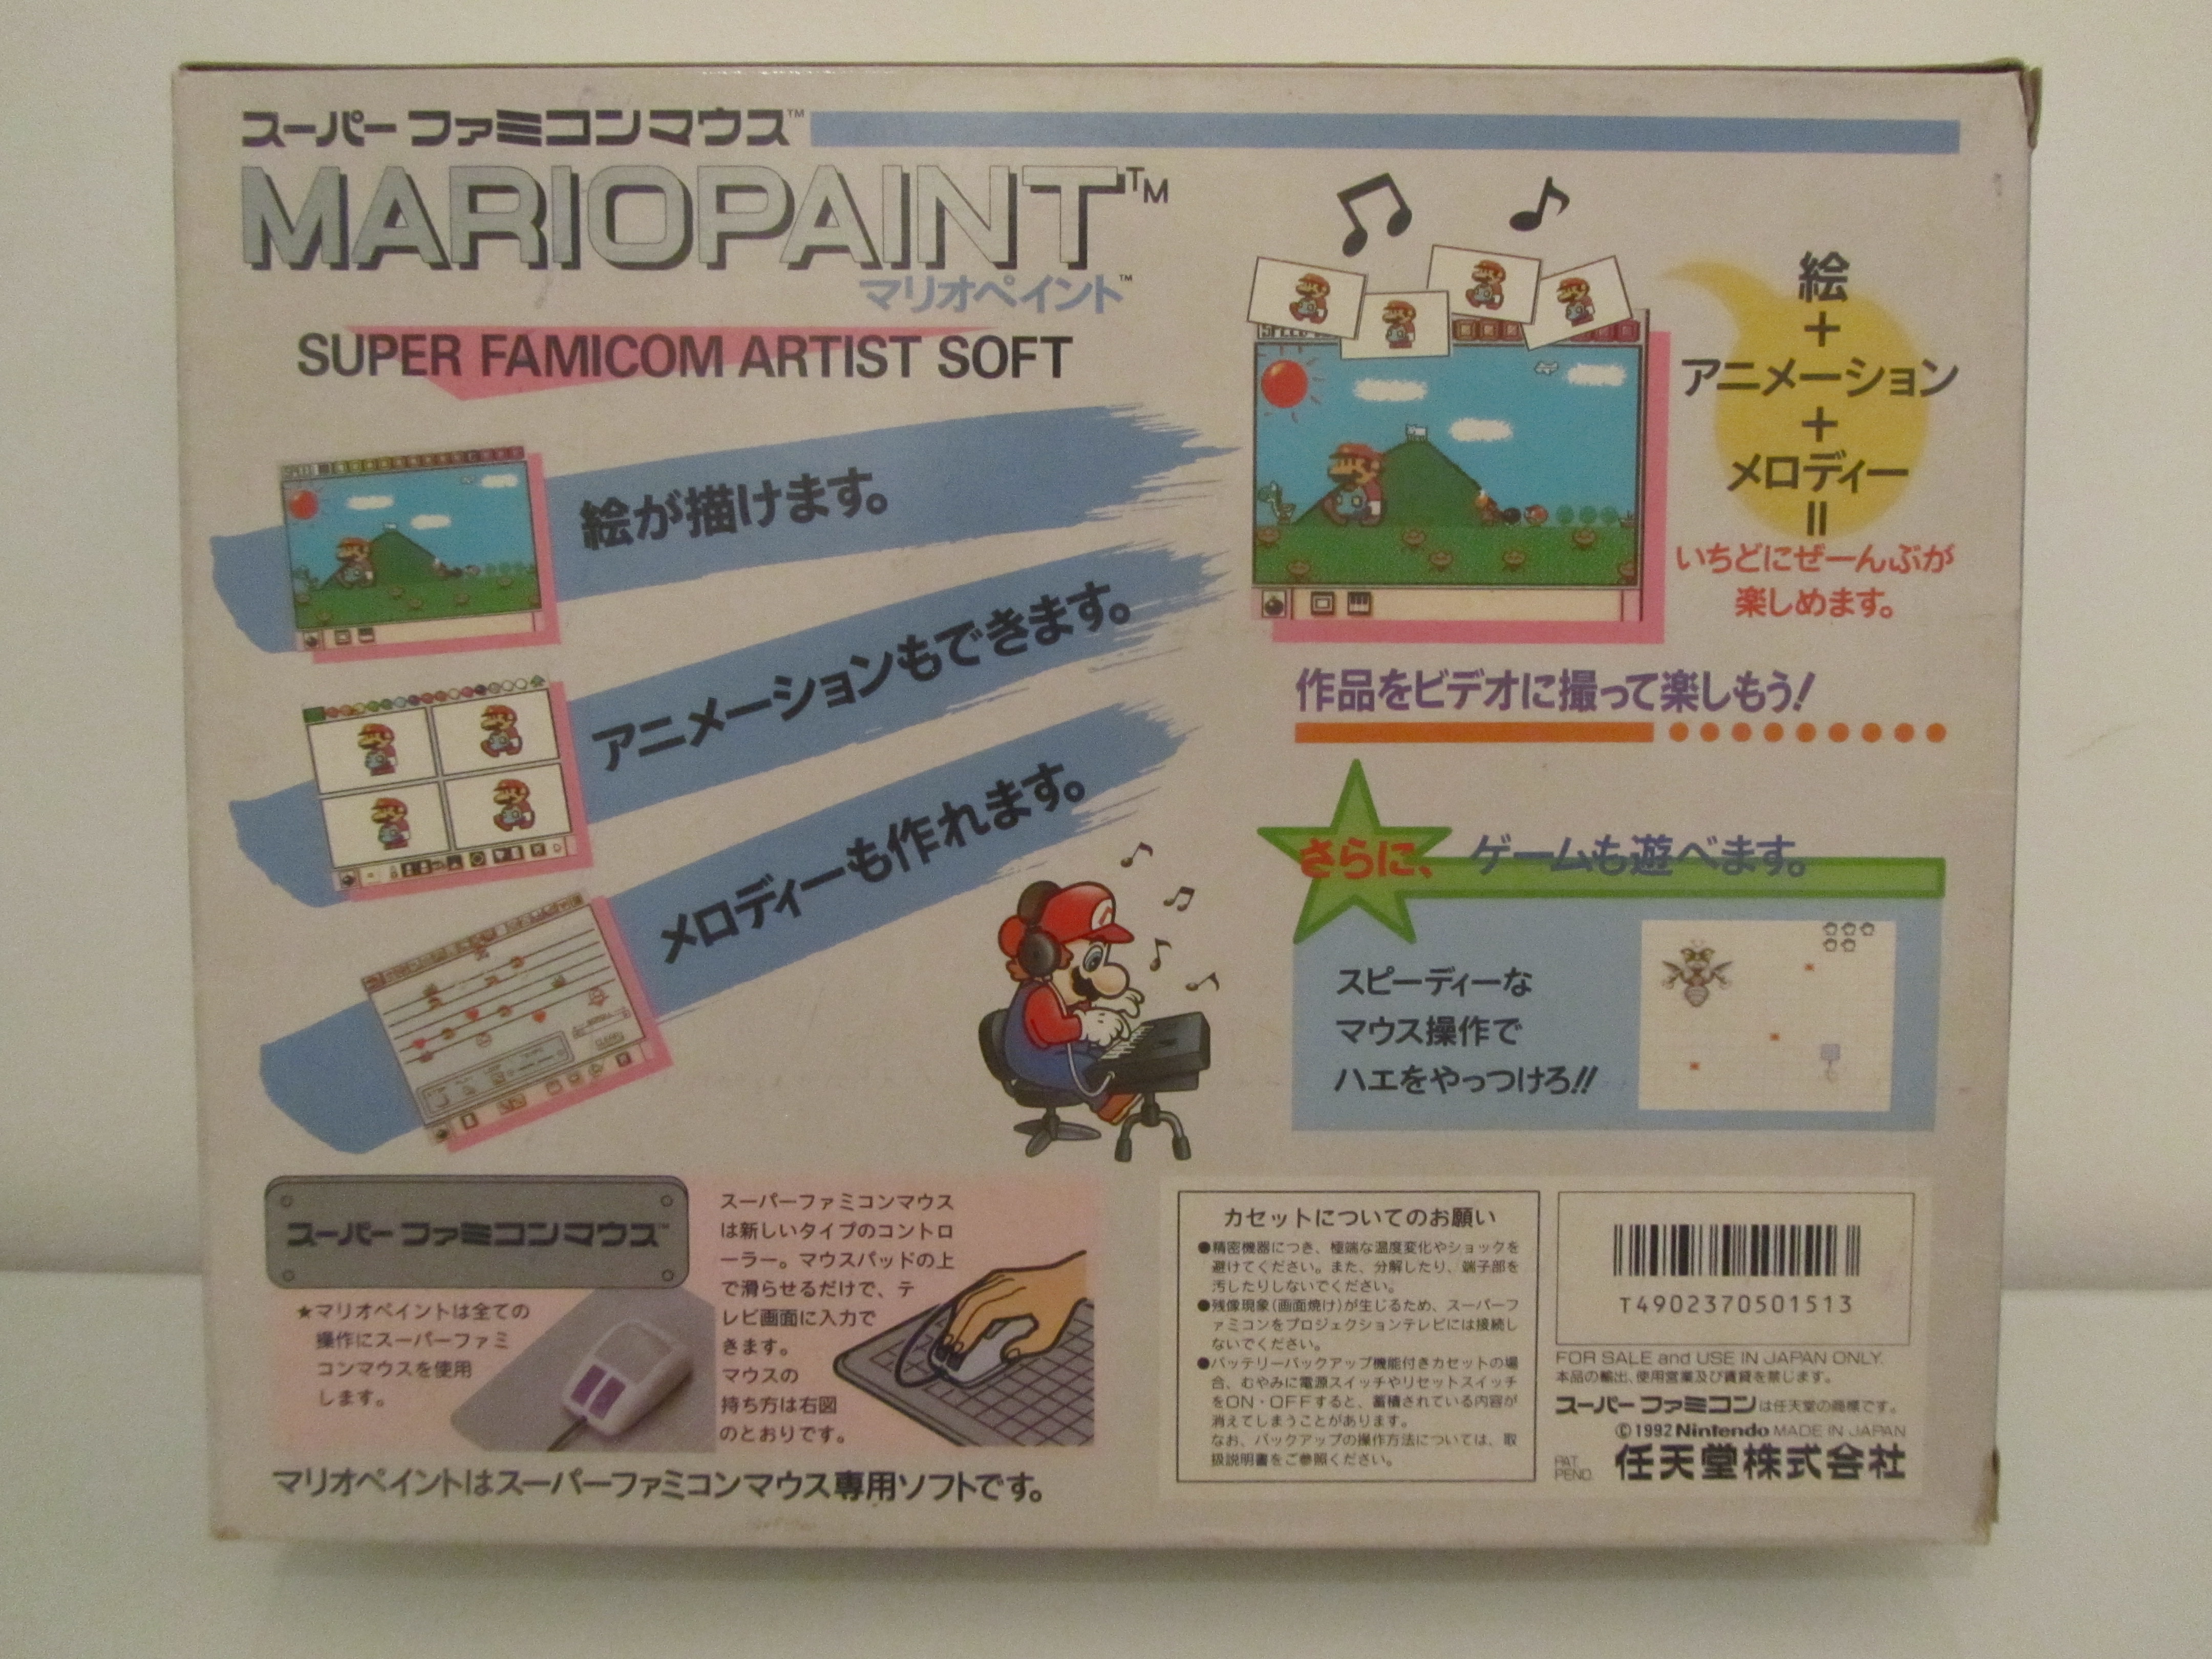 スーパーファミコンマウス™
MARIOPAINT™
マリオペイント™
SUPER FAMICOM ARTIST SOFT
絵が描けます。
アニメーションもできます。
メロディーも作れます。
絵
+
アニメーション
+
メロディー
=
いちどにぜーんぶが
楽しめます。
作品をビデオに撮って楽しもう!
さらに、ゲームも遊べます。
スピーディーな
マウス操作で
ハエをやっつけろ!!
スーパーファミコンマウス™
★マリオペイントは全ての
操作にスーパーファミ
コンマウスを使用
します。
スーパーファミコンマウス
は新しいタイプのコントロ
ーラー。マウスパッドの上
で滑らせるだけで、テ
レビ画面に入力で
きます。
マウスの
持ち方は右図
のとおりです。
マリオペイントはスーパーファミコンマウス専用ソフトです。
カセットについてのお願い
●精密機器につき、極端な温度変化やショックを
避けてください。また、分解したり、端子部を
汚したりしないでください。
●残像現象(画面焼け)が生じるため、スーパーフ
ァミコンをプロジェクションテレビには接続し
ないでください。
●バッテリーバックアップ機能付きカセットの場
合、むやみに電源スイッチやリセットスイッチ
をON・OFFすると、蓄積されている内容が
消えてしまうことがあります。
なお、バックアップの操作方法については、取
扱説明書をご参照ください。
T4902370501513
FOR SALE and USE IN JAPAN ONLY.
本品の輸出、使用営業及び賃貸を禁じます。
スーパーファミコンは任天堂の商標です。
©1992 Nintendo MADE IN JAPAN
PAT.
PEND.
任天堂株式会社